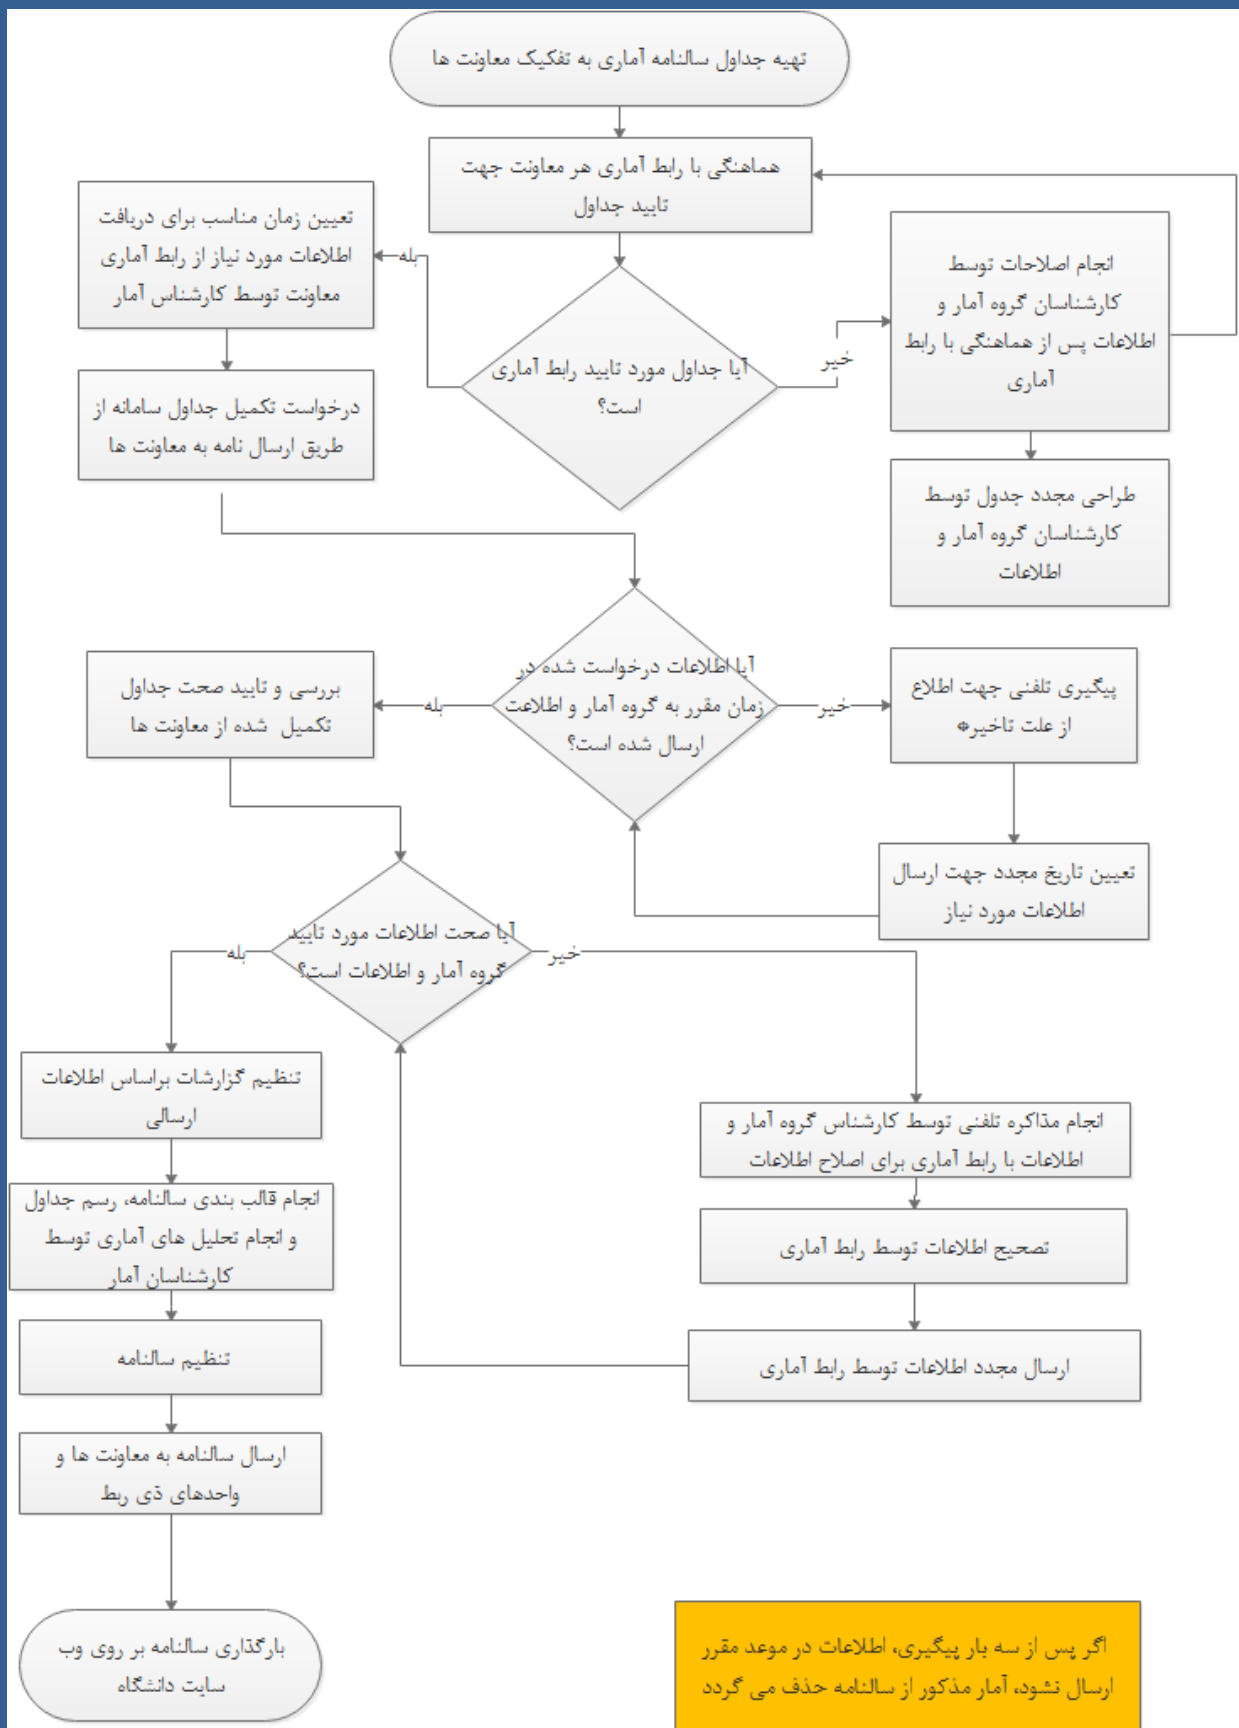 تهیه جداول سالنامه آماری به تفکیک معاونت ها
هماهنگی با رابط آماری هر معاونت جهت
تایید جداول
آیا جداول مورد تایید رابط آماری
است؟
بله
خیر
تعیین زمان مناسب برای دریافت
اطلاعات مورد نیاز از رابط آماری
معاونت توسط کارشناس آمار
درخواست تکمیل جداول سامانه از
طریق ارسال نامه به معاونت ها
انجام اصلاحات توسط
کارشناسان گروه آمار و
اطلاعات پس از هماهنگی با رابط
آماری
طراحی مجدد جدول توسط
کارشناسان گروه آمار و
اطلاعات
آیا اطلاعات درخواست شده در
زمان مقرر به گروه آمار و اطلاعت
ارسال شده است؟
بله
خیر
پیگیری تلفنی جهت اطلاع
از علت تاخیر*
تعیین تاریخ مجدد جهت ارسال
اطلاعات مورد نیاز
بررسی و تایید صحت جداول
تکمیل شده از معاونت ها
آیا صحت اطلاعات مورد تایید
گروه آمار و اطلاعات است؟
بله
خیر
انجام مذاکره تلفنی توسط کارشناس گروه آمار و
اطلاعات با رابط آماری برای اصلاح اطلاعات
تصحیح اطلاعات توسط رابط آماری
ارسال مجدد اطلاعات توسط رابط آماری
تنظیم گزارشات براساس اطلاعات
ارسالی
انجام قالب بندی سالنامه، رسم جداول
و انجام تحلیل های آماری توسط
کارشناسان آمار
تنظیم سالنامه
ارسال سالنامه به معاونت ها و
واحدهای ذی ربط
بارگذاری سالنامه بر روی وب
سایت دانشگاه
اگر پس از سه بار پیگیری، اطلاعات در موعد مقرر
ارسال نشود، آمار مذکور از سالنامه حذف می گردد